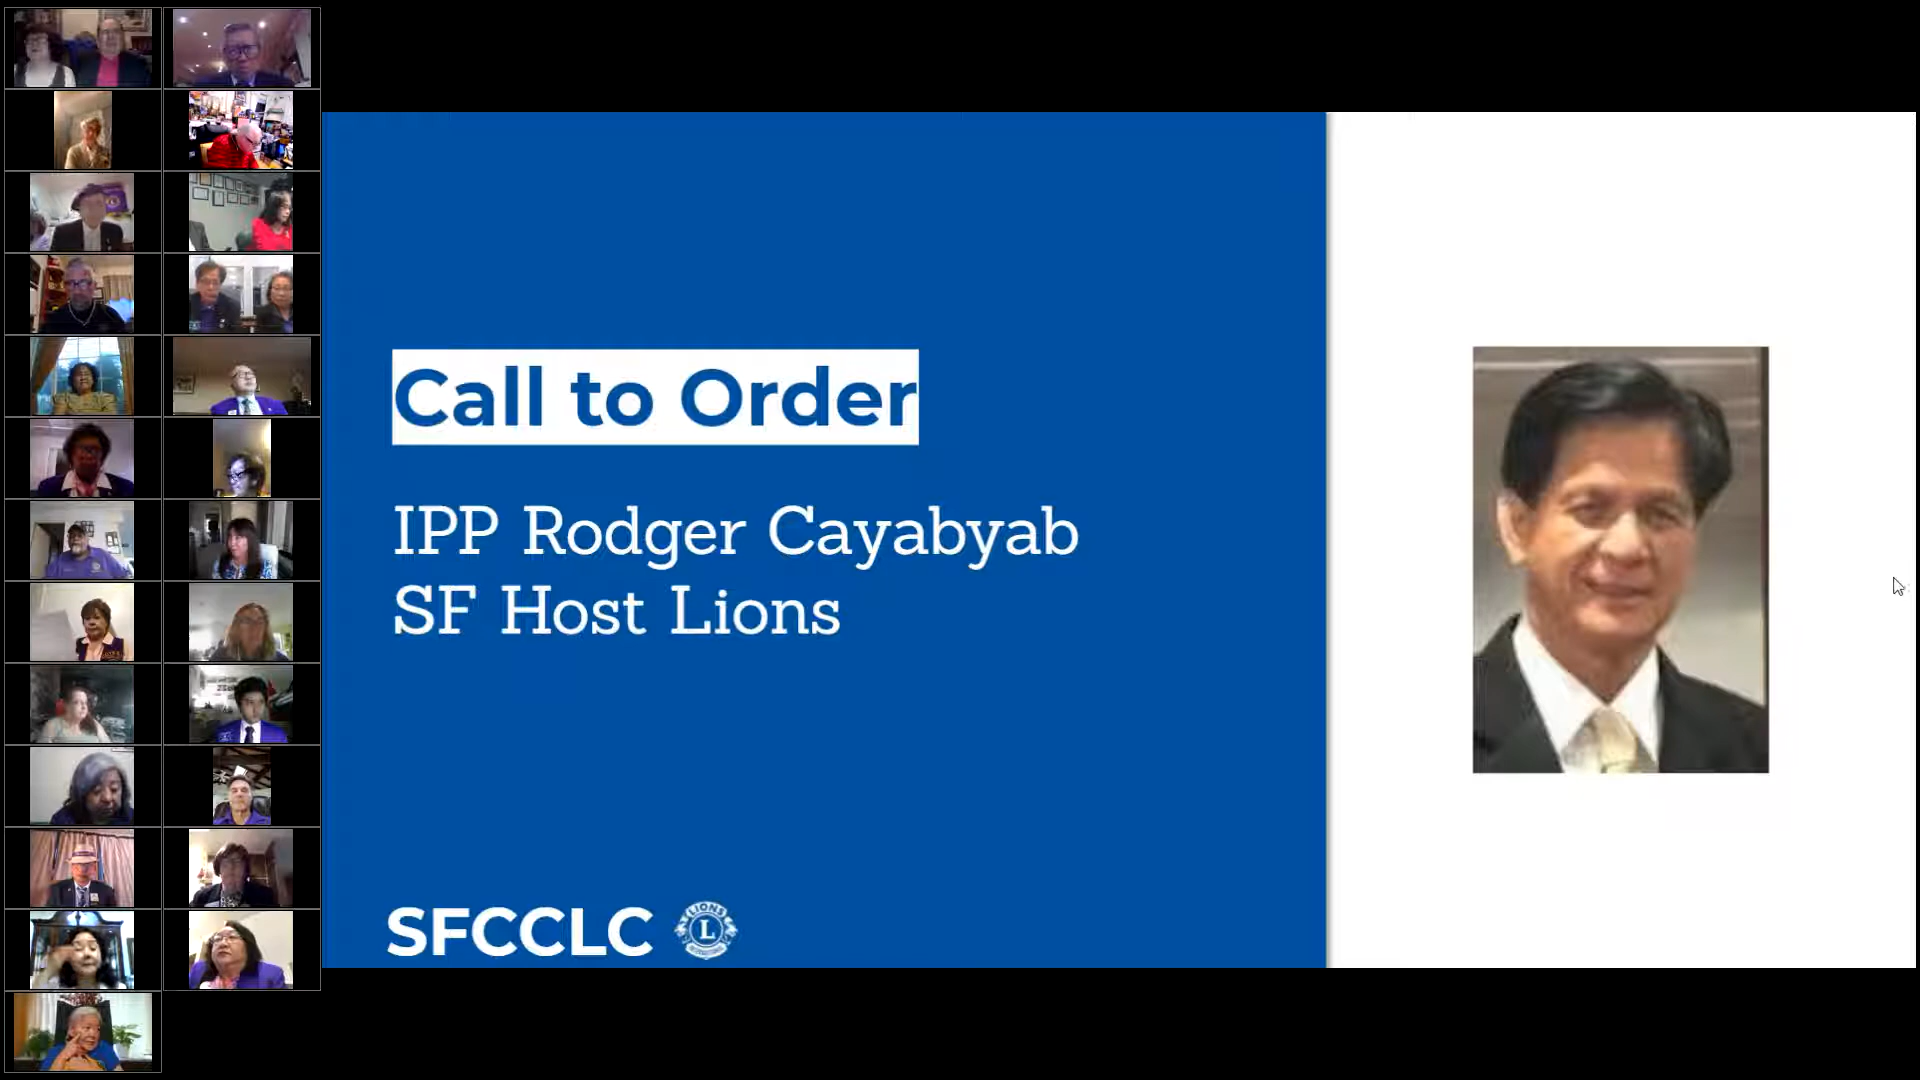 Call to Order
IPP Rodger Cayabyab
SF Host Lions
SFCCLC
LIONS
L